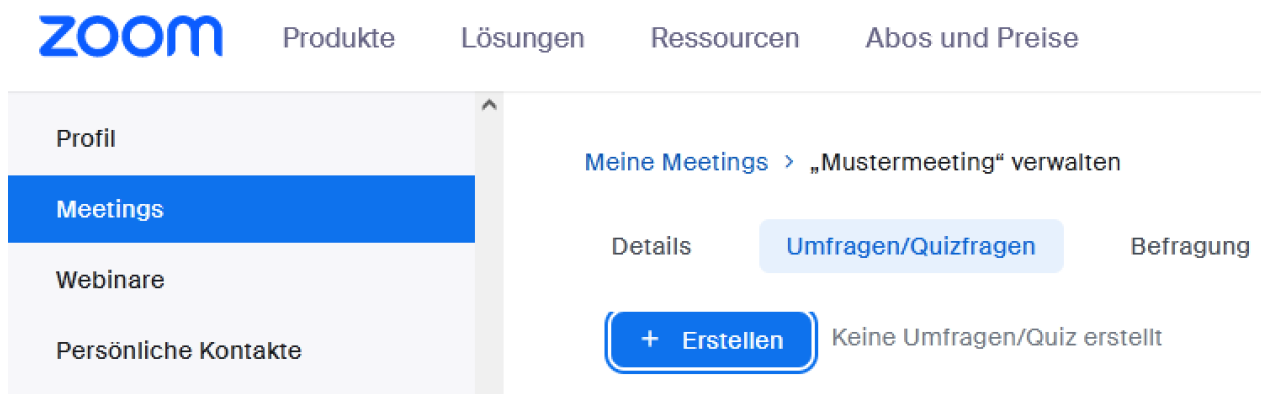 zoom Produkte Lösungen Ressourcen Abos und Preise
Profil
Meetings
Webinare
Persönliche Kontakte
Meine Meetings > „Mustermeeting“ verwalten
Details Umfragen/Quizfragen Befragung
+ Erstellen Keine Umfragen/Quiz erstellt